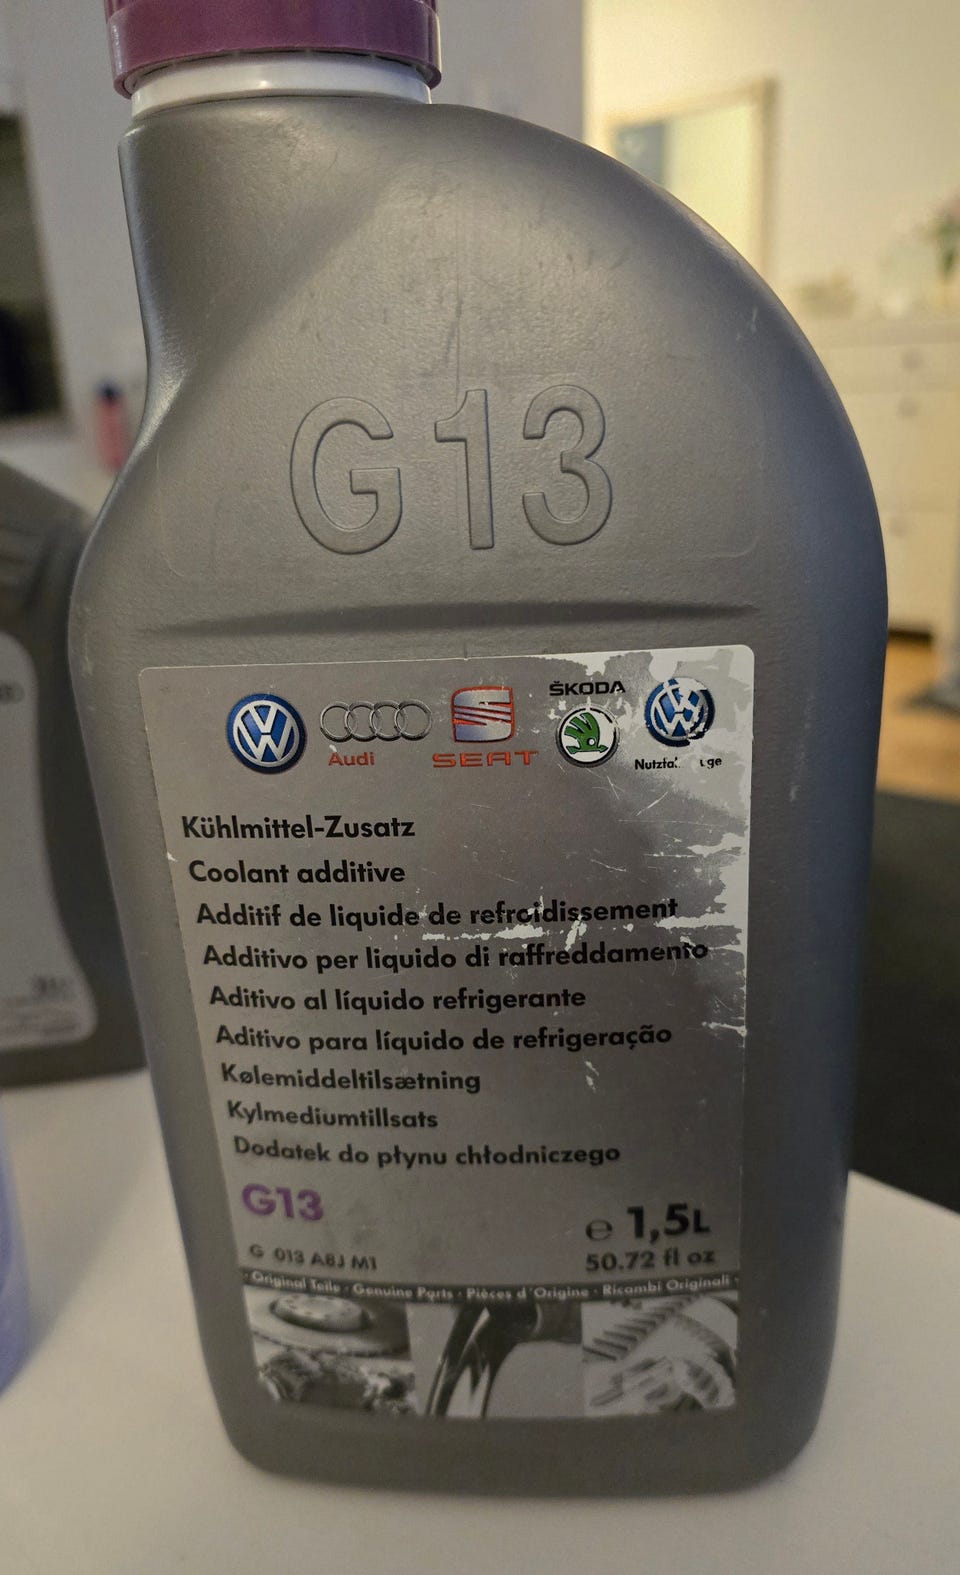 G13
Audi
SEAT
ŠKODA
Kühlmittel-Zusatz
Coolant additive
Additif de liquide de refroidissement
Additivo per liquido di raffreddamento
Aditivo al líquido refrigerante
Aditivo para líquido de refrigeração
Kølemiddeltilsætning
Kylmediumtillsats
Dodatek do płynu chłodniczego
G13
e 1,5L
G 013 A8J M1
50.72 fl oz
· Original Teile · Genuine Parts · Pièces d'Origine · Ricambi Originali ·